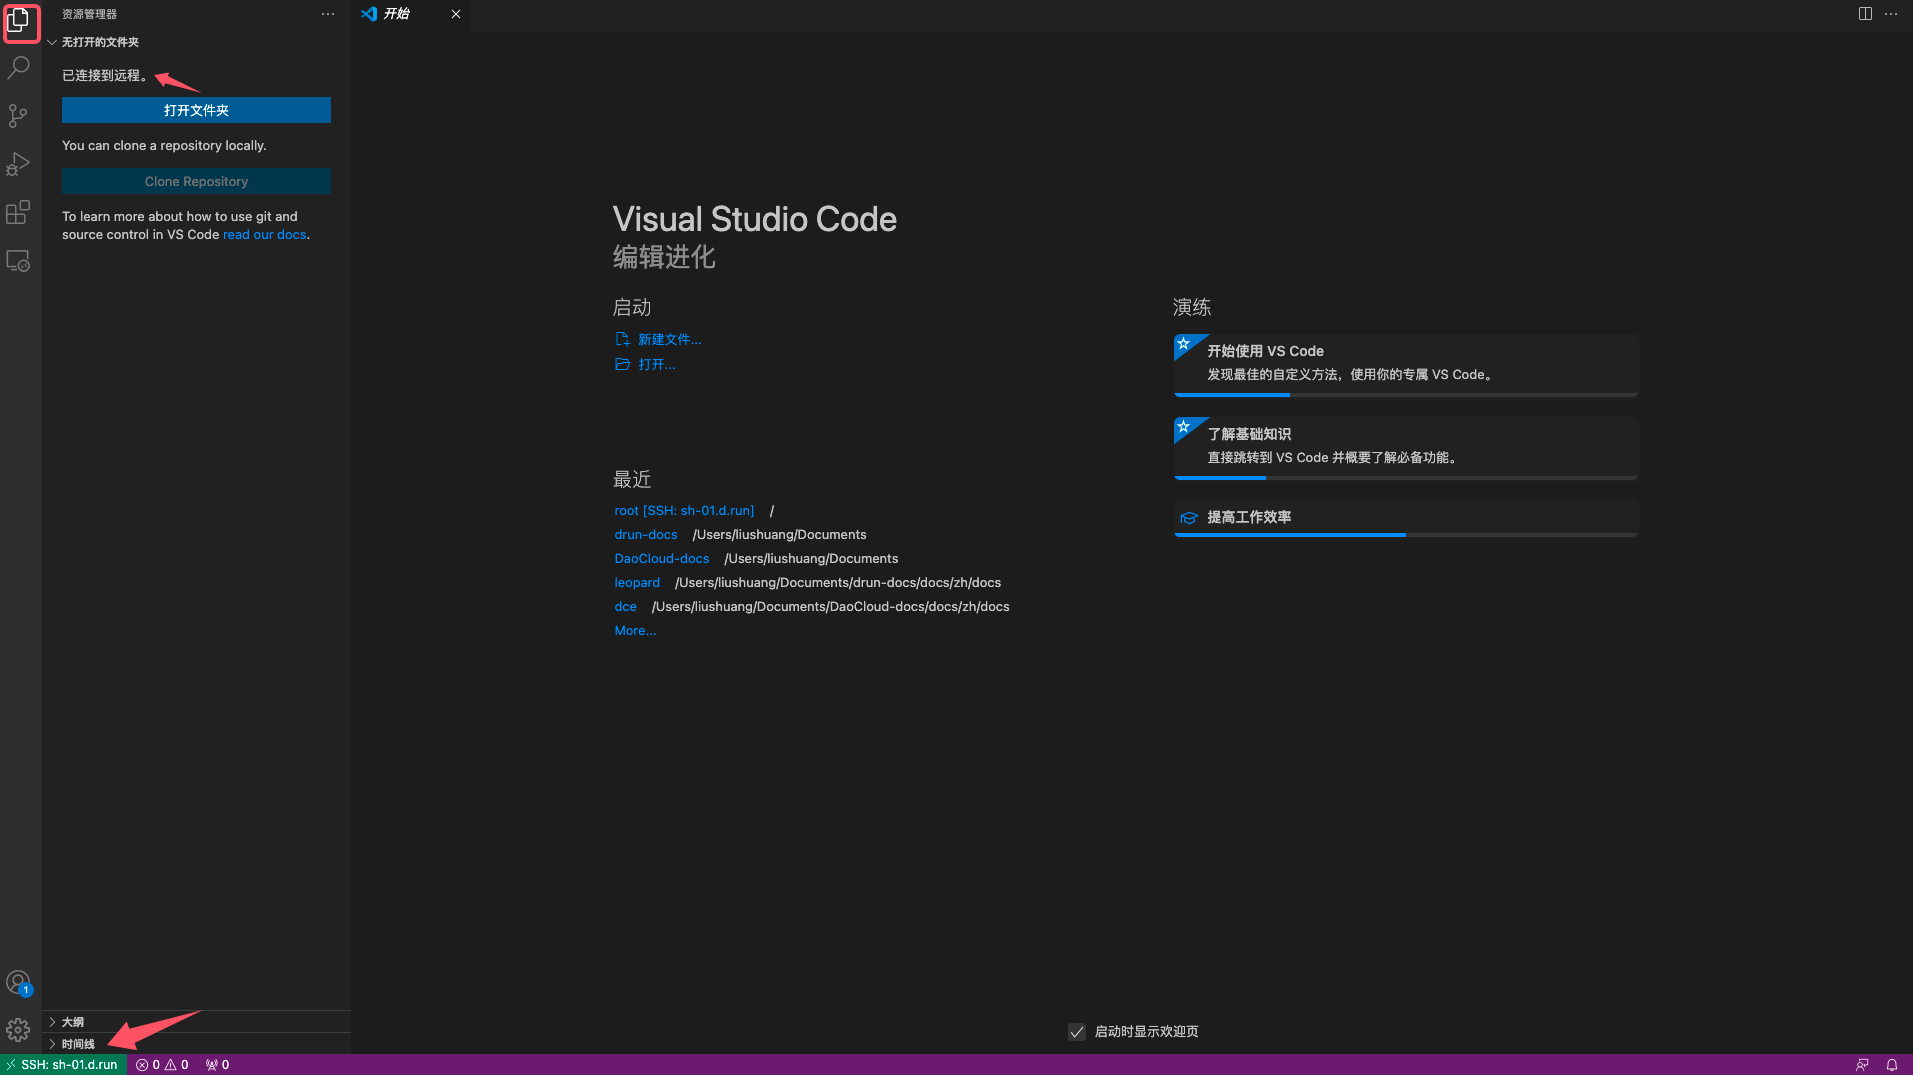 资源管理器
无打开的文件夹
已连接到远程。
打开文件夹
You can clone a repository locally.
Clone Repository
To learn more about how to use git and
source control in VS Code read our docs.
开始
Visual Studio Code
编辑进化
启动
新建文件...
打开...
最近
root [SSH: sh-01.d.run] /
drun-docs /Users/liushuang/Documents
DaoCloud-docs /Users/liushuang/Documents
leopard /Users/liushuang/Documents/drun-docs/docs/zh/docs
dce /Users/liushuang/Documents/DaoCloud-docs/docs/zh/docs
More...
演练
开始使用 VS Code
发现最佳的自定义方法，使用你的专属 VS Code。
了解基础知识
直接跳转到 VS Code 并概要了解必备功能。
提高工作效率
启动时显示欢迎页
1
大纲
时间线
SSH: sh-01.d.run 0 0 0